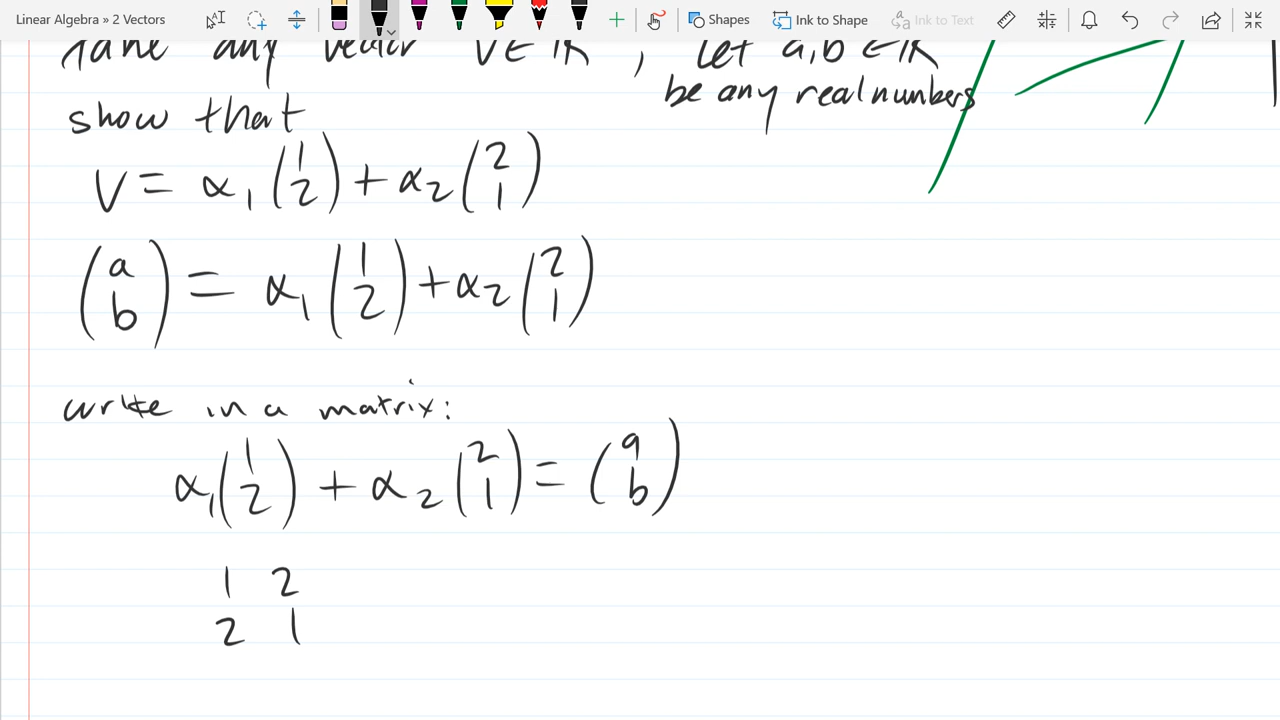 Linear Algebra » 2 Vectors
Shapes
Ink to Shape
Ink to Text
take any vector v ∈ ℝ , let a,b ∈ ℝ
be any real numbers
show that
V = α₁ (1 2) + α₂ (2 1)
(a b) = α₁ (1 2) + α₂ (2 1)
write in a matrix:
α₁ (1 2) + α₂ (2 1) = (a b)
1 2
2 1